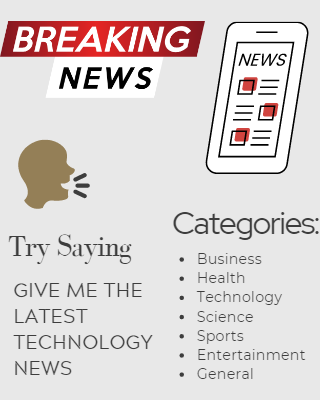 BREAKING
NEWS
NEWS
Try Saying
GIVE ME THE
LATEST
TECHNOLOGY
NEWS
Categories:
• Business
• Health
• Technology
• Science
• Sports
• Entertainment
• General